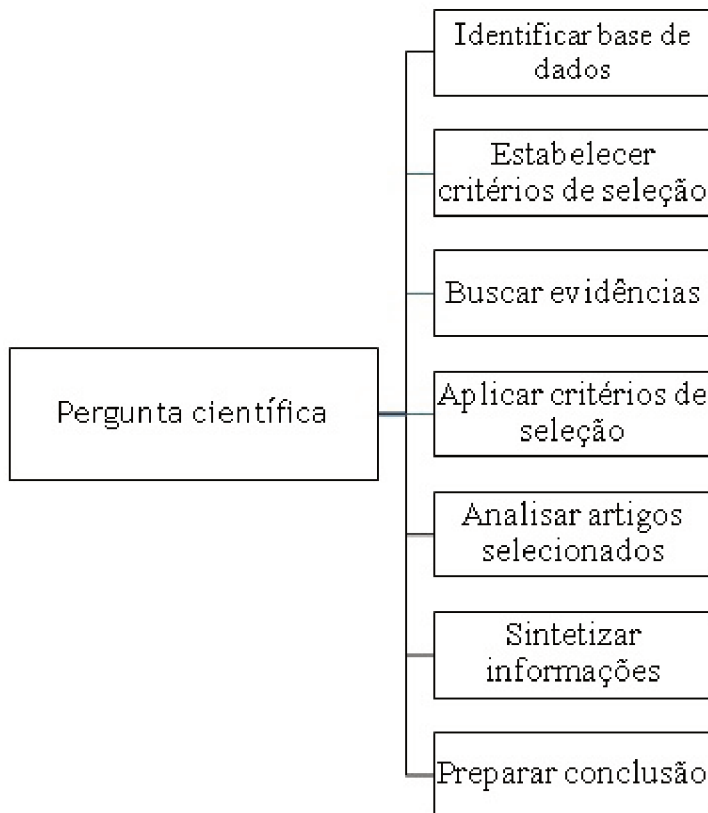 Identificar base de
dados
Estabelecer
critérios de seleção
Buscar evidências
Pergunta científica
Aplicar critérios de
seleção
Analisar artigos
selecionados
Sintetizar
informações
Preparar conclusão